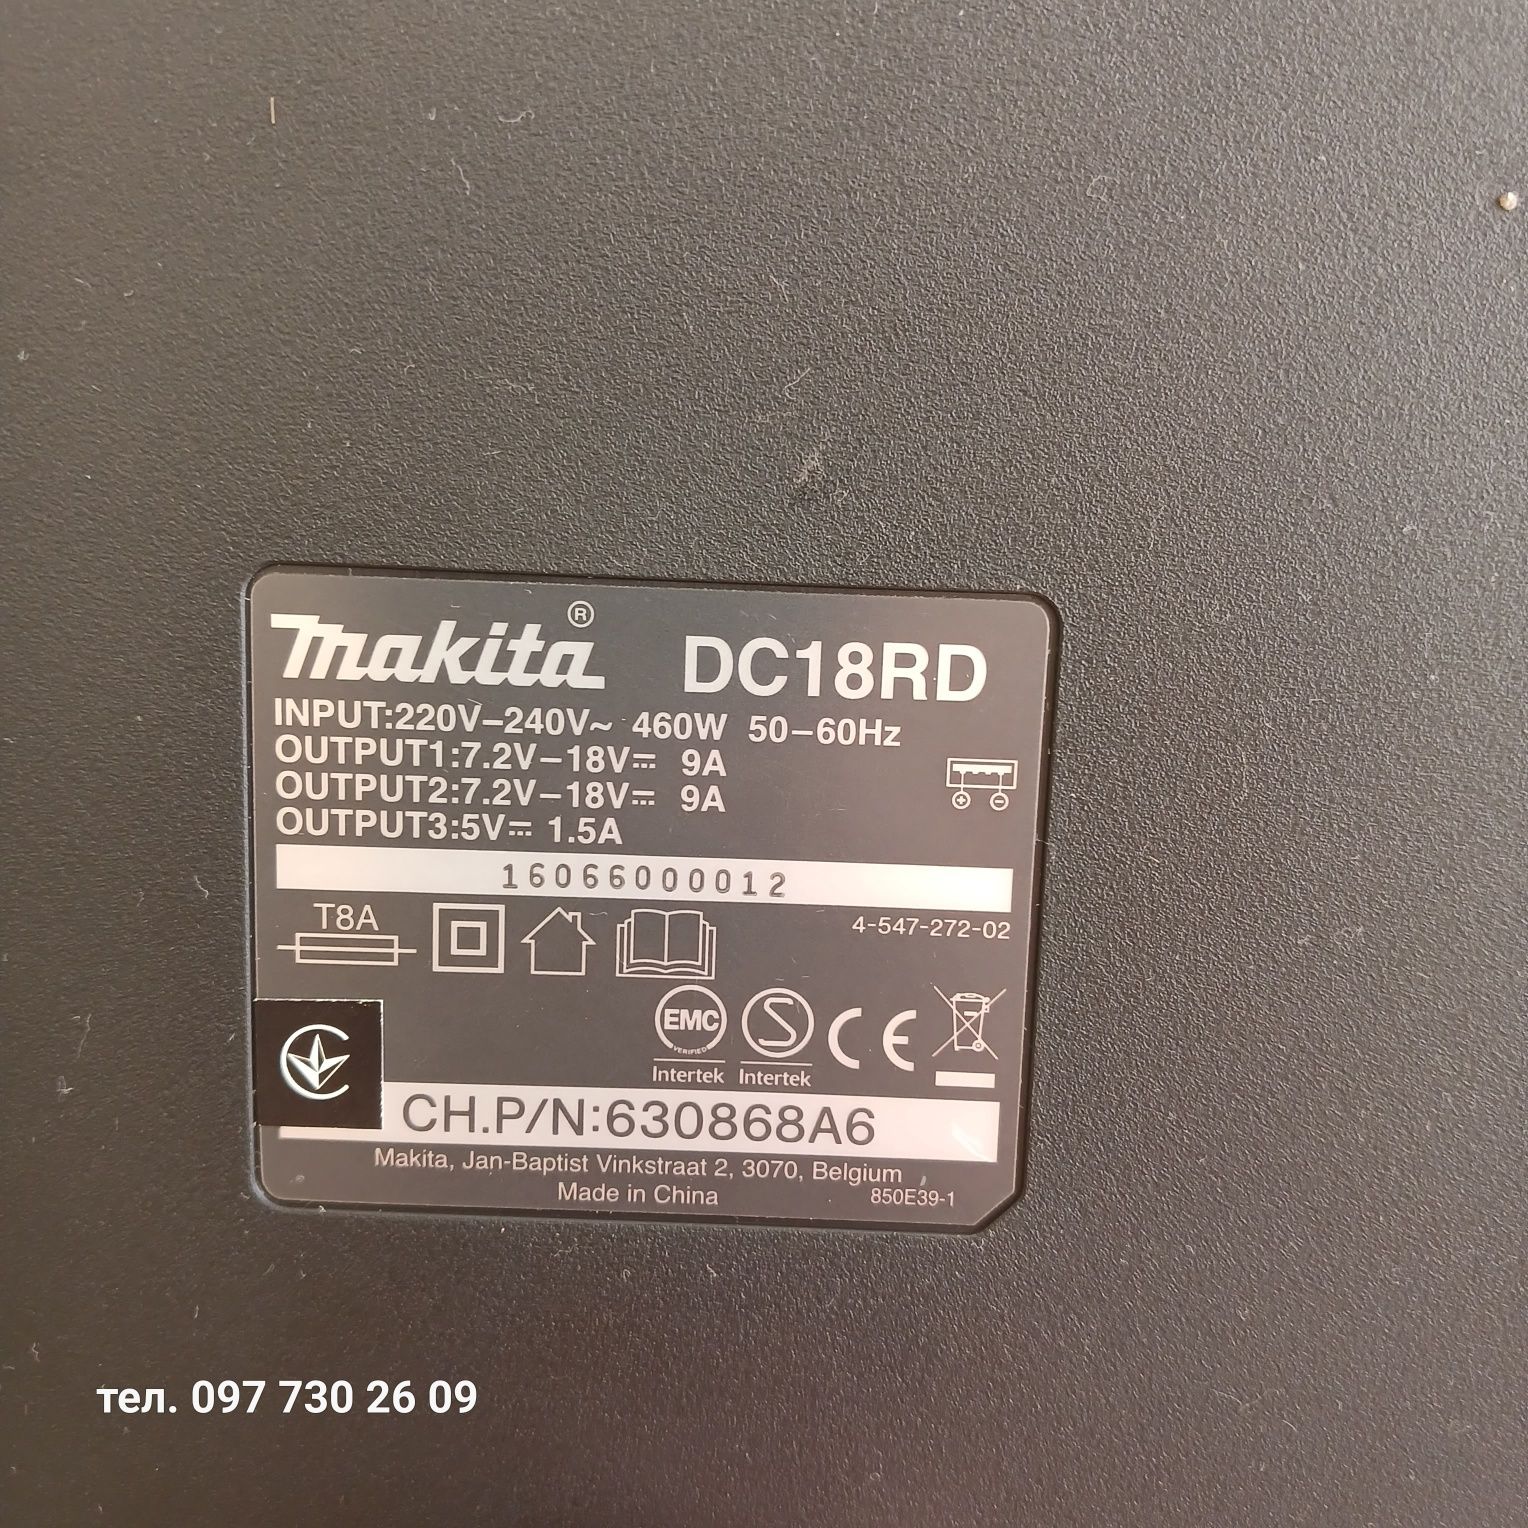 makita® DC18RD
INPUT:220V–240V~ 460W 50–60Hz
OUTPUT1:7.2V–18V⎓ 9A
OUTPUT2:7.2V–18V⎓ 9A
OUTPUT3:5V⎓ 1.5A
16066000012
T8A
4-547-272-02
EMC
VERIFIED
Intertek
S
Intertek
CE
CH.P/N:630868A6
Makita, Jan-Baptist Vinkstraat 2, 3070, Belgium
Made in China
850E39-1
тел. 097 730 26 09